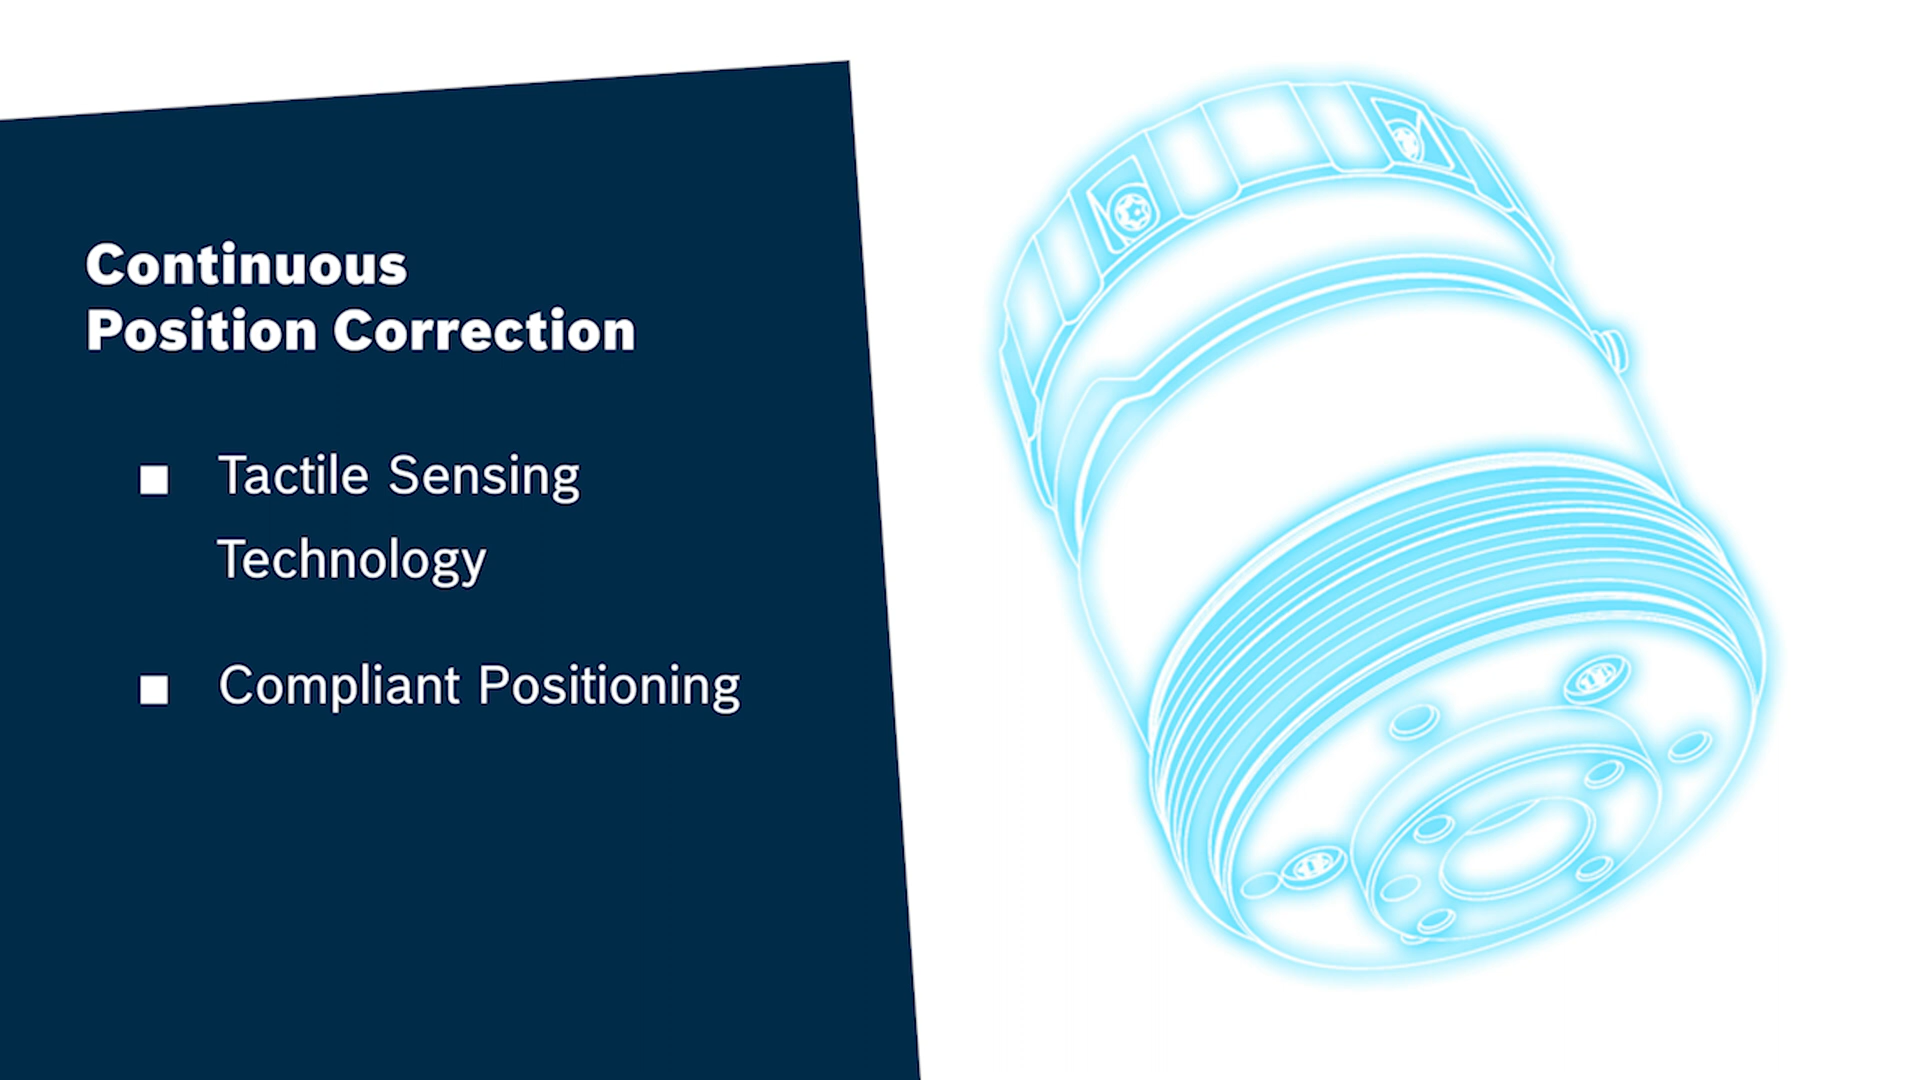 Continuous
Position Correction
Tactile Sensing
Technology
Compliant Positioning